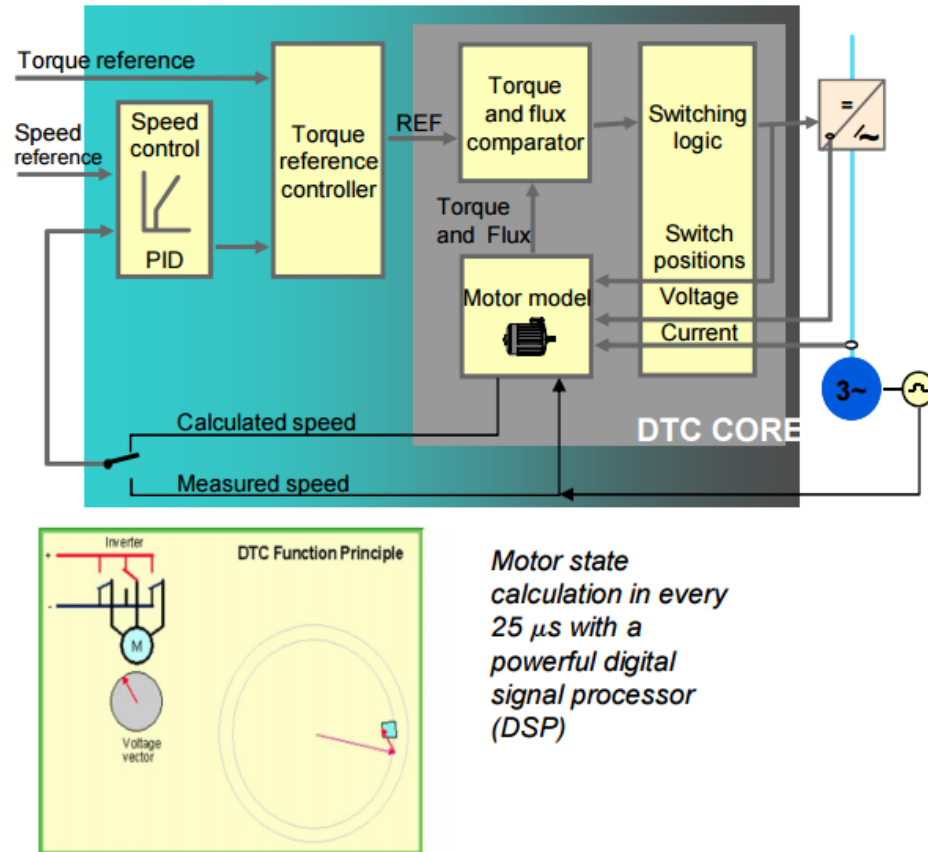 Torque reference
Speed
reference
Speed
control
PID
Torque
reference
controller
REF
Torque
and flux
comparator
Switching
logic
=
/~
Torque
and Flux
Motor model
Switch
positions
Voltage
Current
3~
DTC CORE
Calculated speed
Measured speed
Inverter
+
-
M
Voltage
vector
DTC Function Principle
Motor state
calculation in every
25 μs with a
powerful digital
signal processor
(DSP)